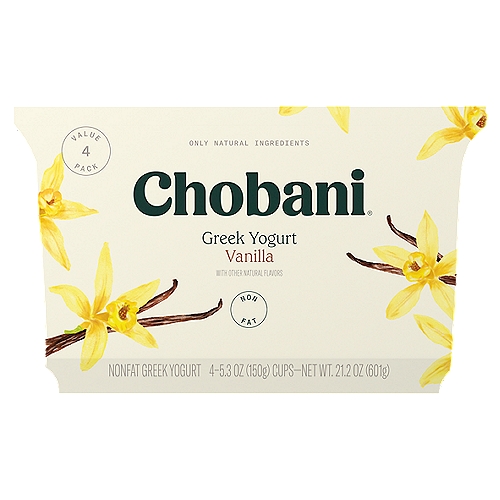 VALUE
4
PACK
ONLY NATURAL INGREDIENTS
Chobani®
Greek Yogurt
Vanilla
WITH OTHER NATURAL FLAVORS
NON
FAT
NONFAT GREEK YOGURT 4–5.3 OZ (150g) CUPS—NET WT. 21.2 OZ (601g)